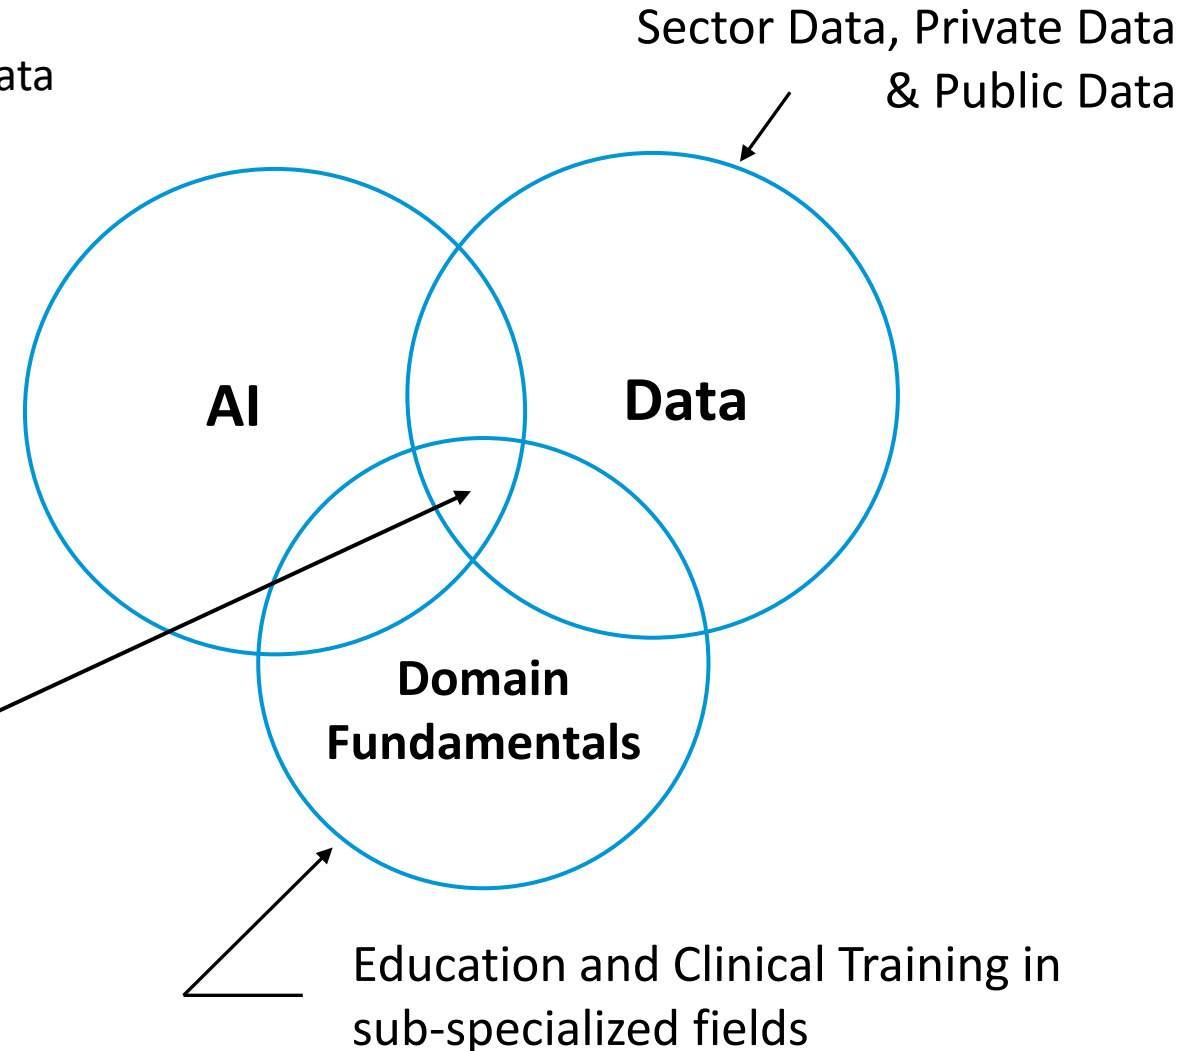 Sector Data, Private Data
& Public Data
ata
AI
Data
Domain
Fundamentals
Education and Clinical Training in
sub-specialized fields